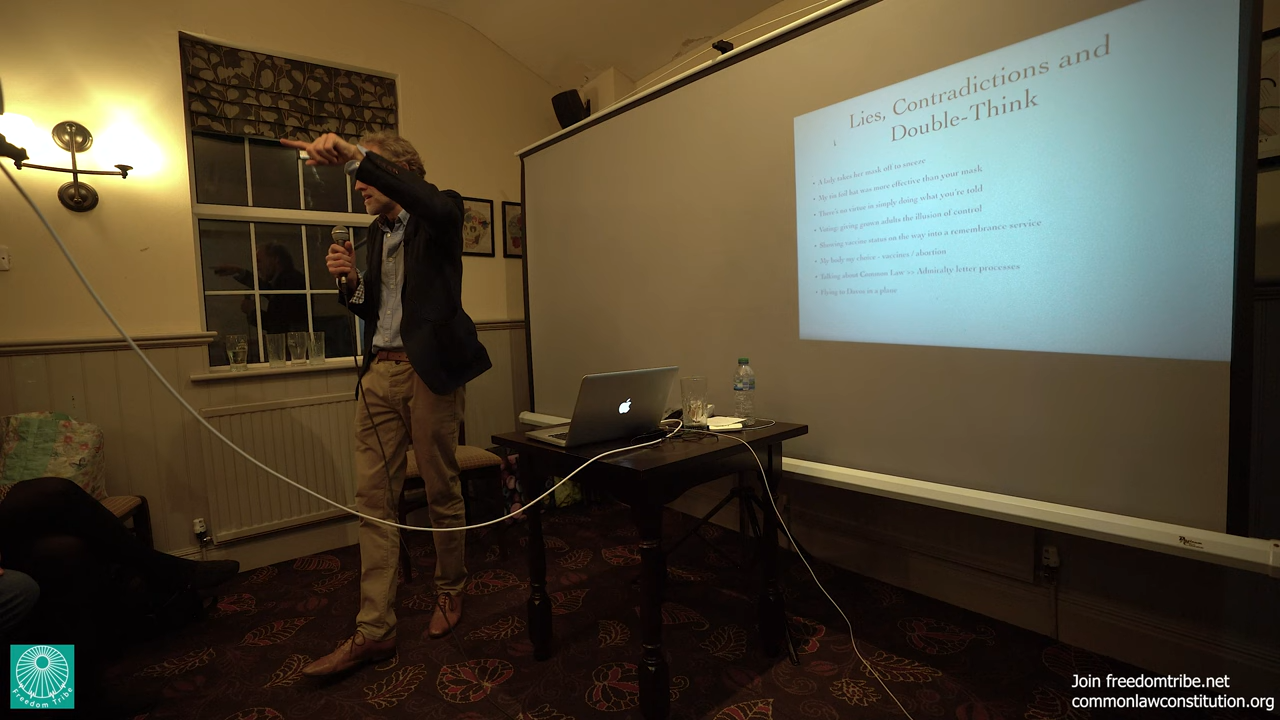 Lies, Contradictions and
Double-Think
• A lady takes her mask off to sneeze
• My tin foil hat was more effective than your mask
• There's no virtue in simply doing what you're told
• Voting: giving grown adults the illusion of control
• Showing vaccine status on the way into a remembrance service
• My body my choice - vaccines / abortion
• Talking about Common Law >> Admiralty letter processes
• Flying to Davos in a plane
Freedom Tribe
Join freedomtribe.net
commonlawconstitution.org